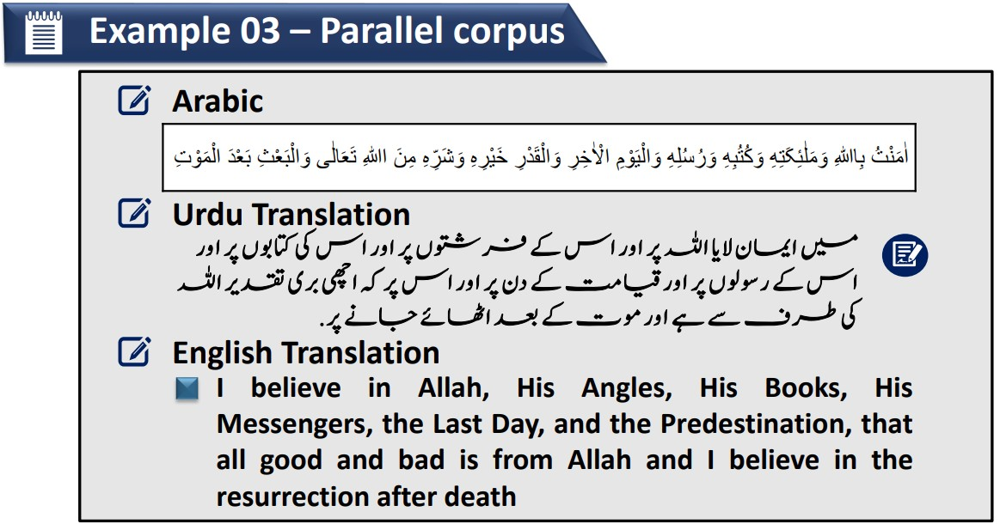 Example 03 – Parallel corpus
Arabic
اٰمَنْتُ بِااللهِ وَمَلٰئِكَتِهِ وَكُتُبِهِ وَرُسُلِهِ وَالْيَوْمِ الْاٰخِرِ وَالْقَدْرِ خَيْرِهِ وَشَرِّهِ مِنَ االلهِ تَعَالٰى وَالْبَعْثِ بَعْدَ الْمَوْتِ
Urdu Translation
میں ایمان لایا اللہ پر اور اس کے فرشتوں پر اور اس کی کتابوں پر اور
اس کے رسولوں پر اور قیامت کے دن پر اور اس پر کہ اچھی بری تقدیر اللہ
کی طرف سے ہے اور موت کے بعد اٹھائے جانے پر.
English Translation
I believe in Allah, His Angles, His Books, His
Messengers, the Last Day, and the Predestination, that
all good and bad is from Allah and I believe in the
resurrection after death